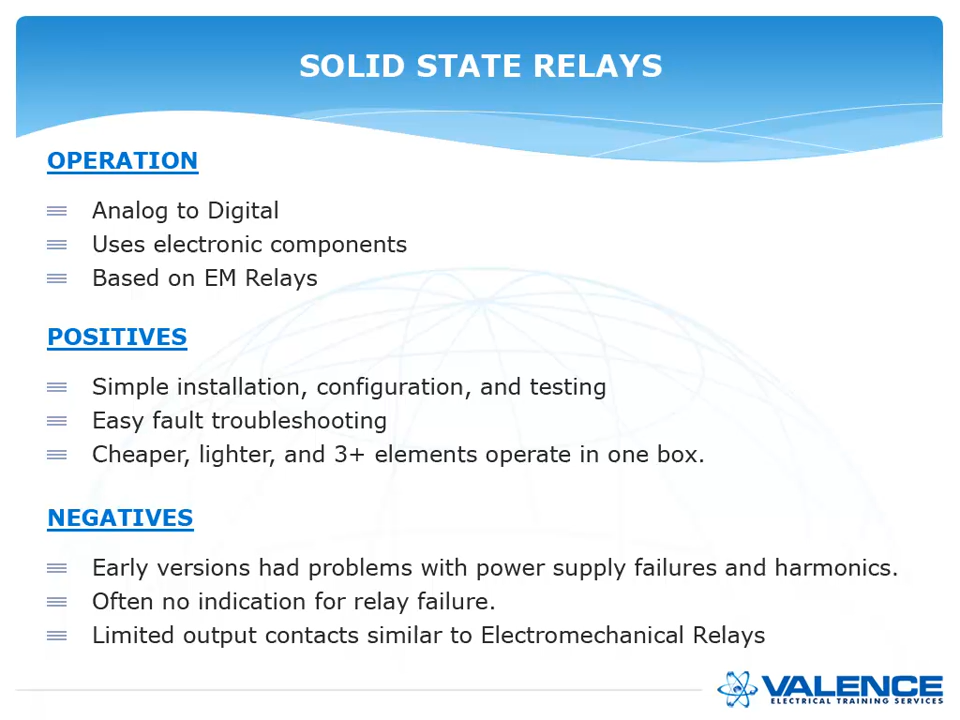 SOLID STATE RELAYS
OPERATION
Analog to Digital
Uses electronic components
Based on EM Relays
POSITIVES
Simple installation, configuration, and testing
Easy fault troubleshooting
Cheaper, lighter, and 3+ elements operate in one box.
NEGATIVES
Early versions had problems with power supply failures and harmonics.
Often no indication for relay failure.
Limited output contacts similar to Electromechanical Relays
VALENCE
ELECTRICAL TRAINING SERVICES